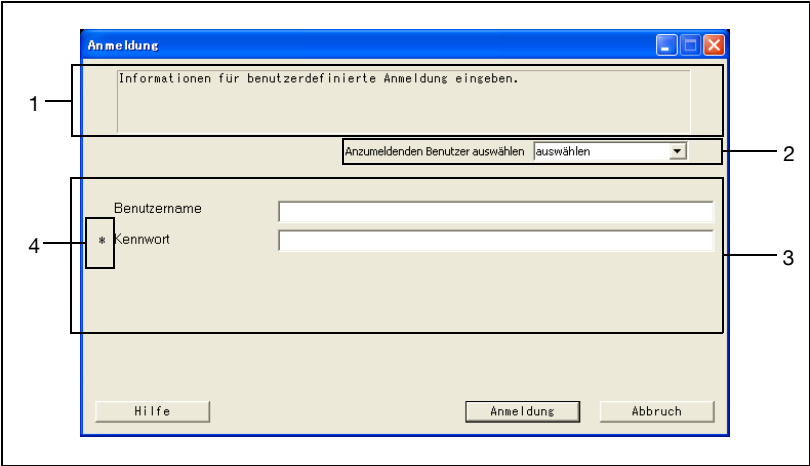 Anmeldung
1
Informationen für benutzerdefinierte Anmeldung eingeben.
Anzumeldenden Benutzer auswählen auswählen
2
Benutzername
4
* Kennwort
3
Hilfe Anmeldung Abbruch